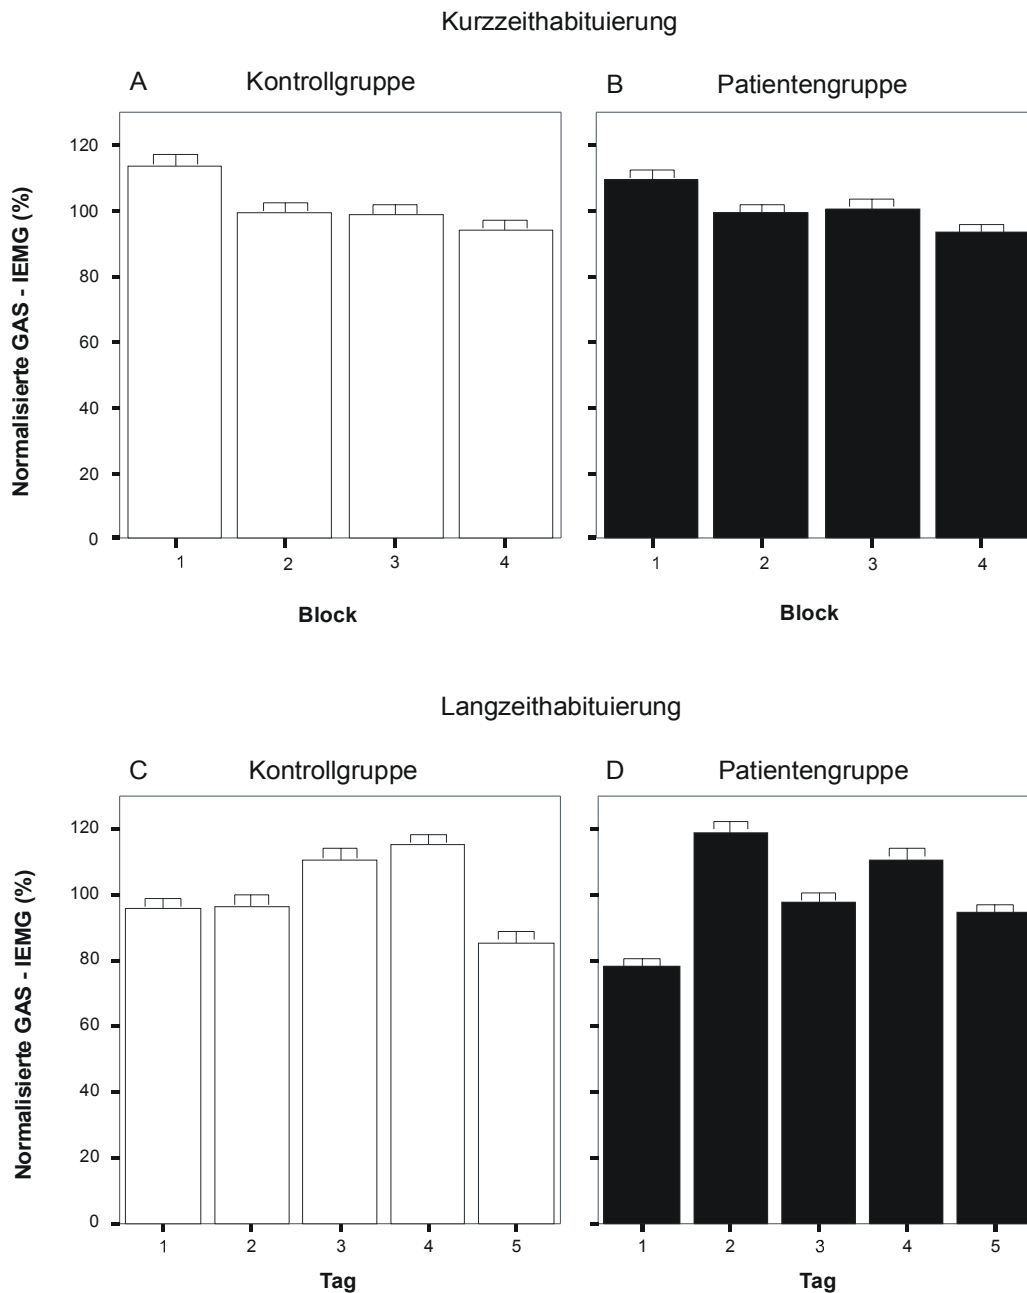 Kurzzeithabituierung
A Kontrollgruppe
B Patientengruppe
Normalisierte GAS - IEMG (%)
120
100
80
60
40
20
0
1 2 3 4
1 2 3 4
Block
Block
Langzeithabituierung
C Kontrollgruppe
D Patientengruppe
Normalisierte GAS - IEMG (%)
120
100
80
60
40
20
0
1 2 3 4 5
1 2 3 4 5
Tag
Tag